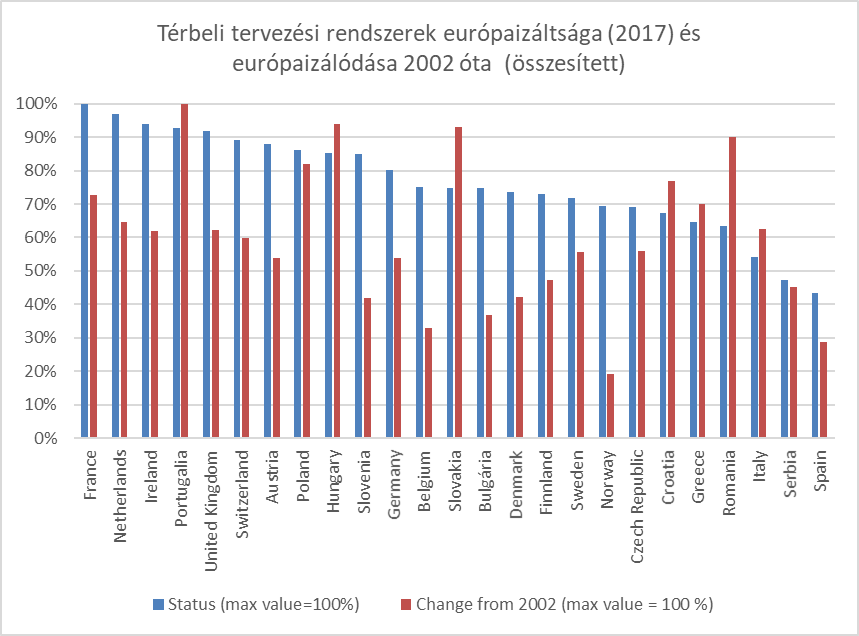 Térbeli tervezési rendszerek európaizáltsága (2017) és
európaizálódása 2002 óta (összesített)
100%
90%
80%
70%
60%
50%
40%
30%
20%
10%
0%
France
Netherlands
Ireland
Portugalia
United Kingdom
Switzerland
Austria
Poland
Hungary
Slovenia
Germany
Belgium
Slovakia
Bulgária
Denmark
Finnland
Sweden
Norway
Czech Republic
Croatia
Greece
Romania
Italy
Serbia
Spain
Status (max value=100%)
Change from 2002 (max value = 100 %)